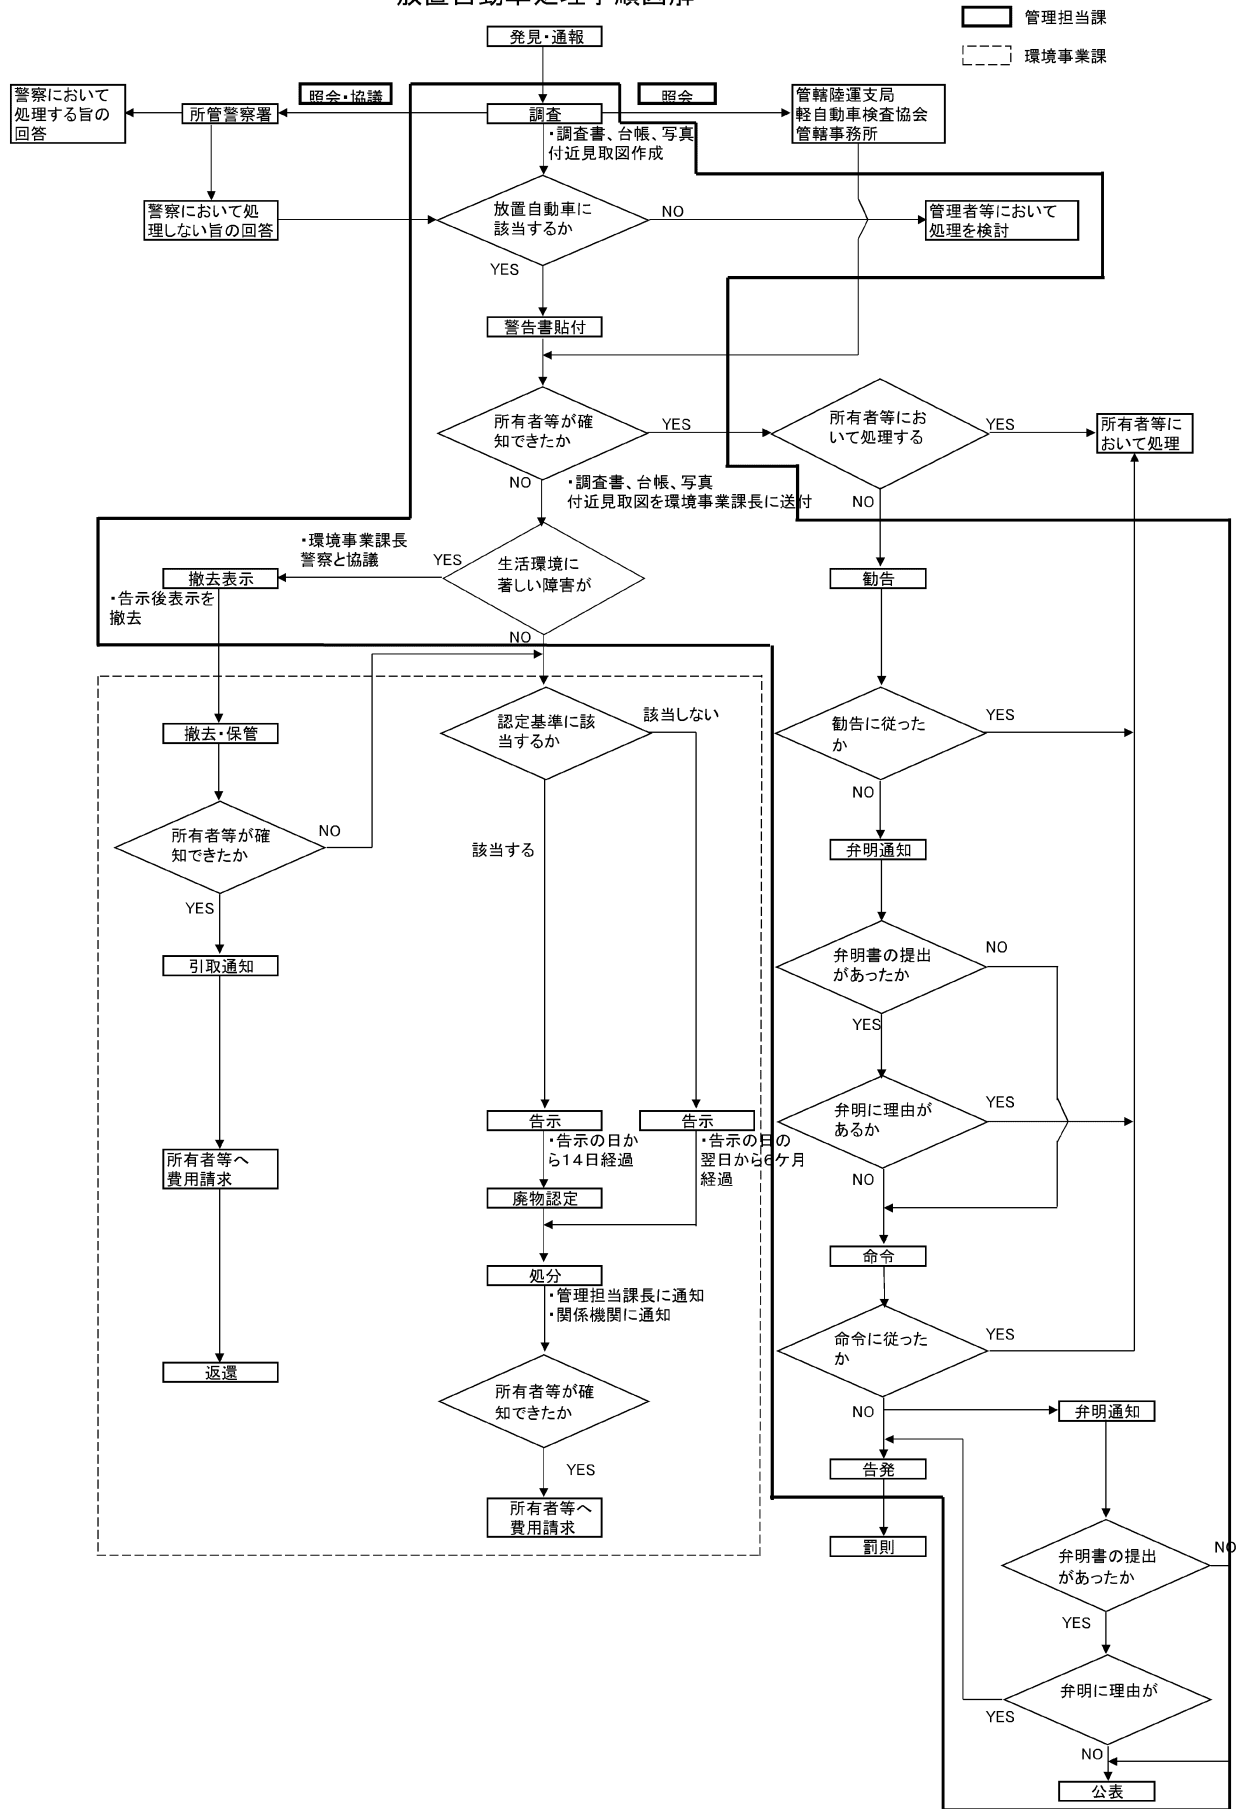 放置自動車処理手順図解
管理担当課
環境事業課
発見・通報
照会・協議
照会
警察において
処理する旨の
回答
所管警察署
調査
管轄陸運支局
軽自動車検査協会
管轄事務所
・調査書、台帳、写真
付近見取図作成
警察において処
理しない旨の回答
放置自動車に
該当するか
NO
管理者等において
処理を検討
YES
警告書貼付
所有者等が確
知できたか
YES
所有者等にお
いて処理する
YES
所有者等に
おいて処理
NO
・調査書、台帳、写真
付近見取図を環境事業課長に送付
NO
・環境事業課長
警察と協議
YES
生活環境に
著しい障害が
撤去表示
・告示後表示を
撤去
勧告
NO
撤去・保管
認定基準に該
当するか
該当しない
勧告に従った
か
YES
NO
所有者等が確
知できたか
NO
該当する
弁明通知
YES
引取通知
弁明書の提出
があったか
NO
YES
弁明に理由が
あるか
YES
告示
告示
・告示の日か
ら14日経過
・告示の日の
翌日から6ケ月
経過
所有者等へ
費用請求
NO
廃物認定
命令
処分
・管理担当課長に通知
・関係機関に通知
命令に従った
か
YES
返還
所有者等が確
知できたか
NO
弁明通知
YES
告発
所有者等へ
費用請求
罰則
弁明書の提出
があったか
NO
YES
弁明に理由が
YES
NO
公表